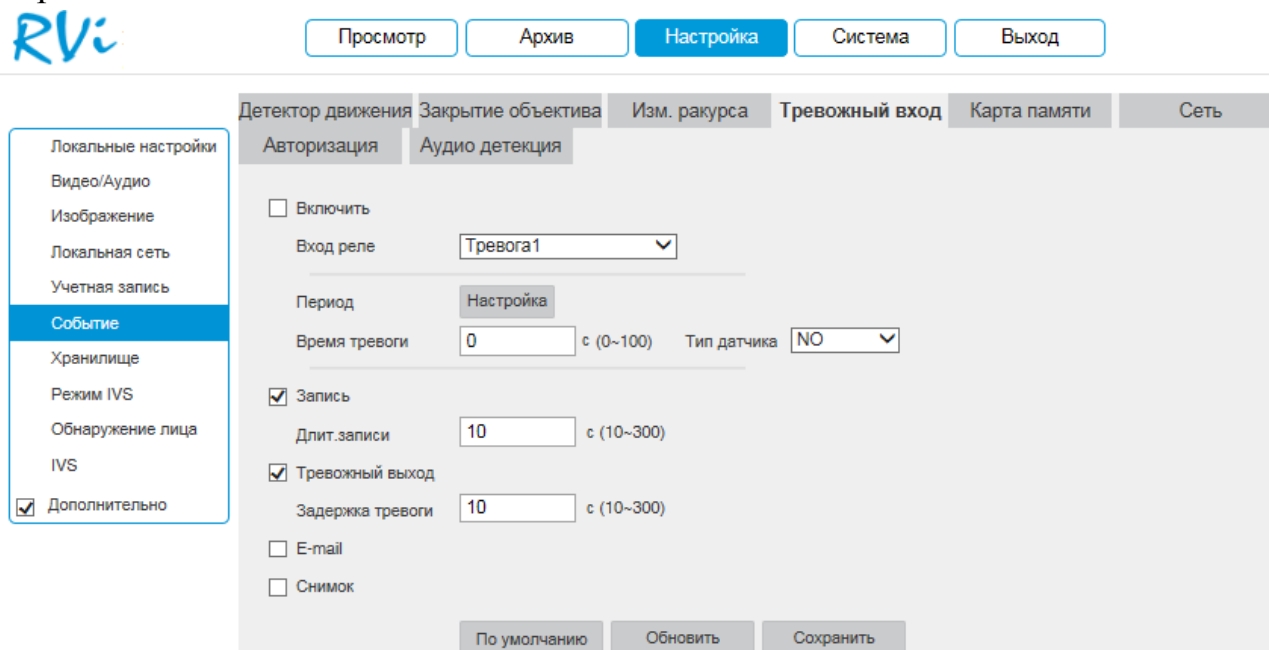 RVi
Просмотр Архив Настройка Система Выход
Детектор движения Закрытие объектива Изм. ракурса Тревожный вход Карта памяти Сеть
Авторизация Аудио детекция
Локальные настройки
Видео/Аудио
Изображение
Локальная сеть
Учетная запись
Событие
Хранилище
Режим IVS
Обнаружение лица
IVS
Дополнительно
Включить
Вход реле Тревога1
Период Настройка
Время тревоги 0 с (0~100) Тип датчика NO
Запись
Длит.записи 10 с (10~300)
Тревожный выход
Задержка тревоги 10 с (10~300)
E-mail
Снимок
По умолчанию Обновить Сохранить